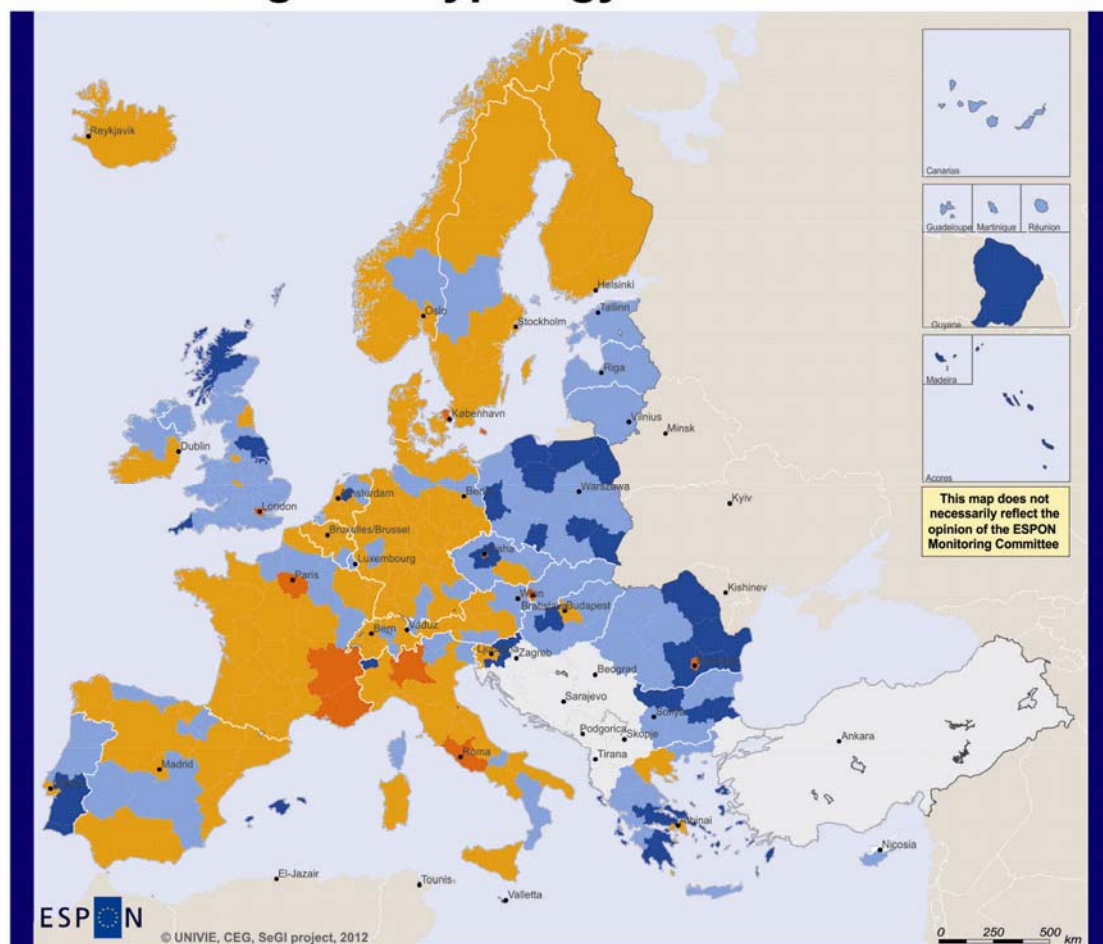 Canarias
Reykjavik
Guadeloupe
Martinique
Réunion
Helsinki
Tallinn
Oslo
Stockholm
Guyane
Riga
Madeira
København
Vilnius
Minsk
Dublin
Acores
Warszawa
Amsterdam
Kyiv
London
This map does not
necessarily reflect the
opinion of the ESPON
Monitoring Committee
Bruxelles/Brussel
Luxembourg
Paris
Kishinev
Wien
Bratislava
Budapest
Bern
Vaduz
Zagreb
Beograd
Sarajevo
Sofiya
Podgorica
Skopje
Ankara
Roma
Tirana
Madrid
Athinai
Nicosia
El-Jazair
Tounis
Valletta
ESPON
© UNIVIE, CEG, SeGI project, 2012
0 250 500
km